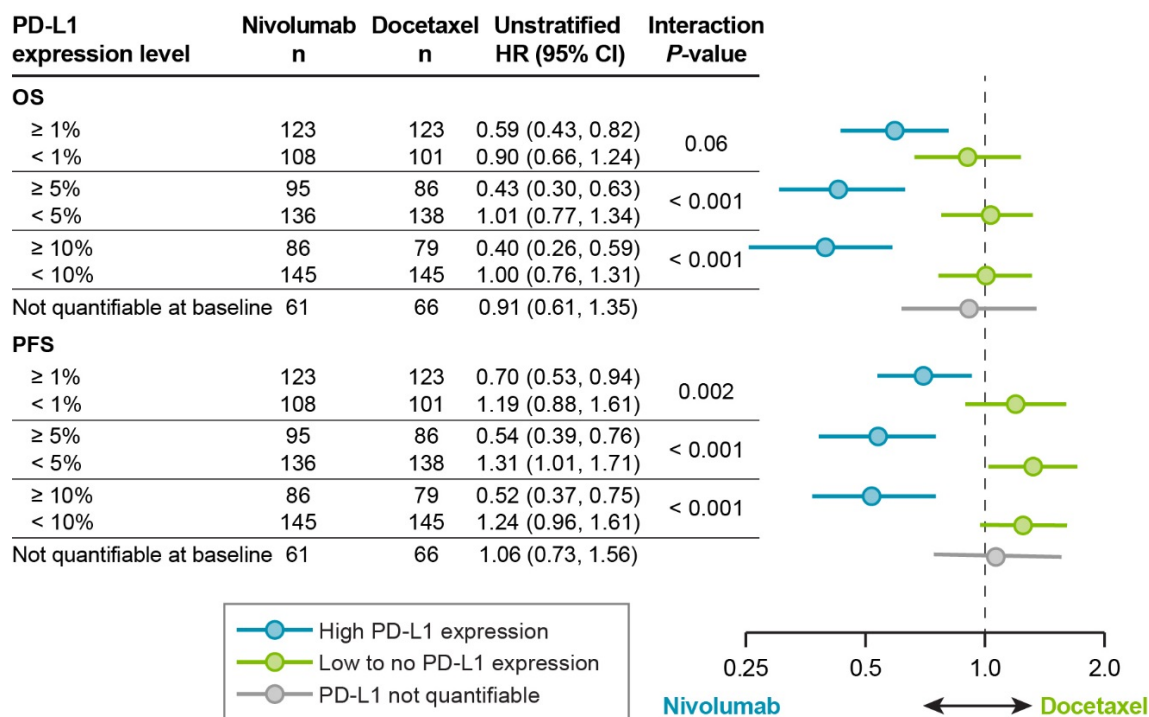 PD-L1 expression level Nivolumab n Docetaxel n Unstratified HR (95% CI) Interaction P-value
OS
≥ 1% 123 123 0.59 (0.43, 0.82) 0.06
< 1% 108 101 0.90 (0.66, 1.24)
≥ 5% 95 86 0.43 (0.30, 0.63) < 0.001
< 5% 136 138 1.01 (0.77, 1.34)
≥ 10% 86 79 0.40 (0.26, 0.59) < 0.001
< 10% 145 145 1.00 (0.76, 1.31)
Not quantifiable at baseline 61 66 0.91 (0.61, 1.35)
PFS
≥ 1% 123 123 0.70 (0.53, 0.94) 0.002
< 1% 108 101 1.19 (0.88, 1.61)
≥ 5% 95 86 0.54 (0.39, 0.76) < 0.001
< 5% 136 138 1.31 (1.01, 1.71)
≥ 10% 86 79 0.52 (0.37, 0.75) < 0.001
< 10% 145 145 1.24 (0.96, 1.61)
Not quantifiable at baseline 61 66 1.06 (0.73, 1.56)
High PD-L1 expression
Low to no PD-L1 expression
PD-L1 not quantifiable
0.25 0.5 1.0 2.0
Nivolumab Docetaxel